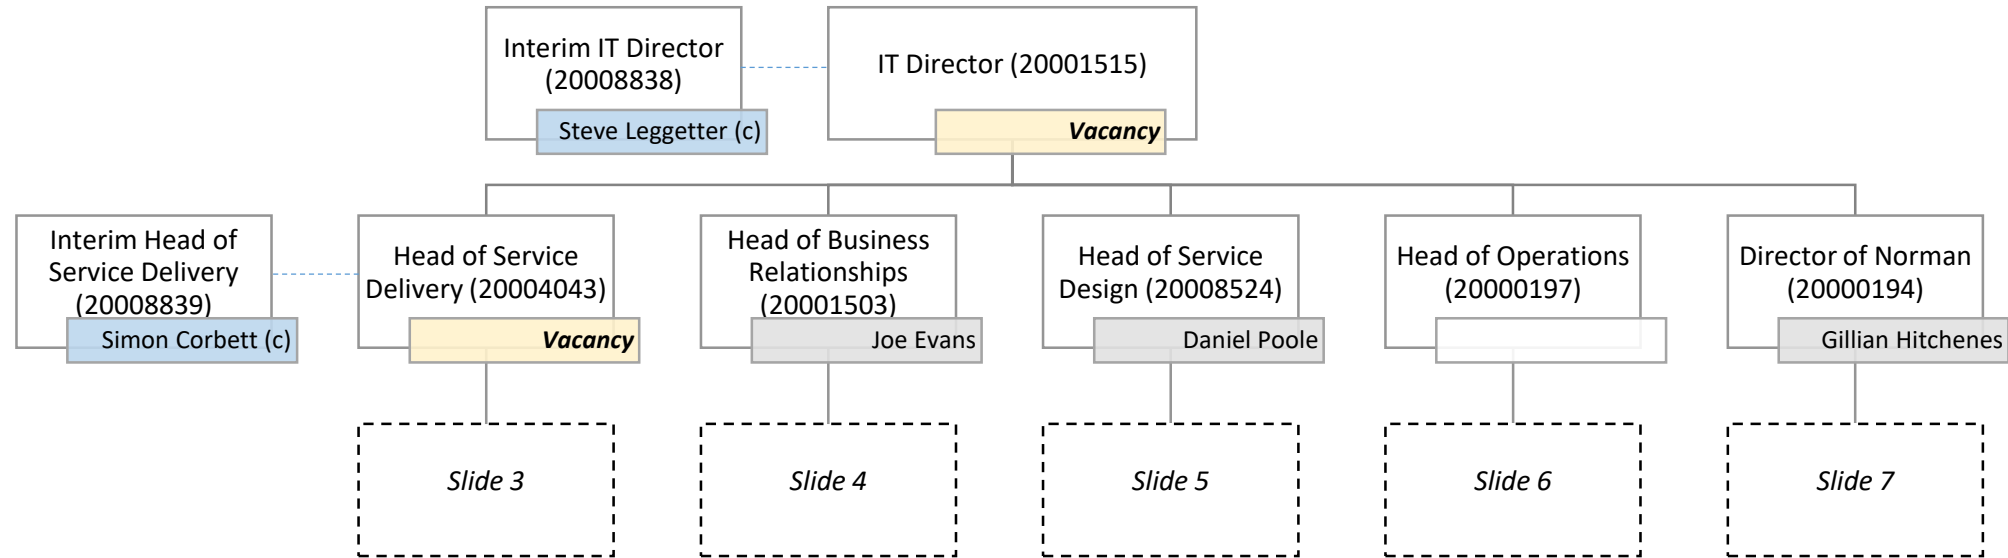 Interim IT Director
(20008838)
Steve Leggetter (c)
IT Director (20001515)
Vacancy
Interim Head of
Service Delivery
(20008839)
Simon Corbett (c)
Head of Service
Delivery (20004043)
Vacancy
Head of Business
Relationships
(20001503)
Joe Evans
Head of Service
Design (20008524)
Daniel Poole
Head of Operations
(20000197)
Director of Norman
(20000194)
Gillian Hitchenes
Slide 3
Slide 4
Slide 5
Slide 6
Slide 7